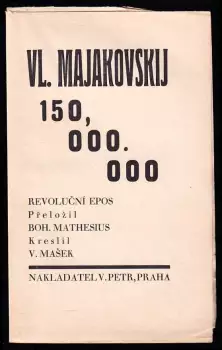 VL. MAJAKOVSKIJ
150,
000.
000
REVOLUČNÍ EPOS
Přeložil
BOH. MATHESIUS
Kreslil
V. MAŠEK
NAKLADATEL V. PETR, PRAHA